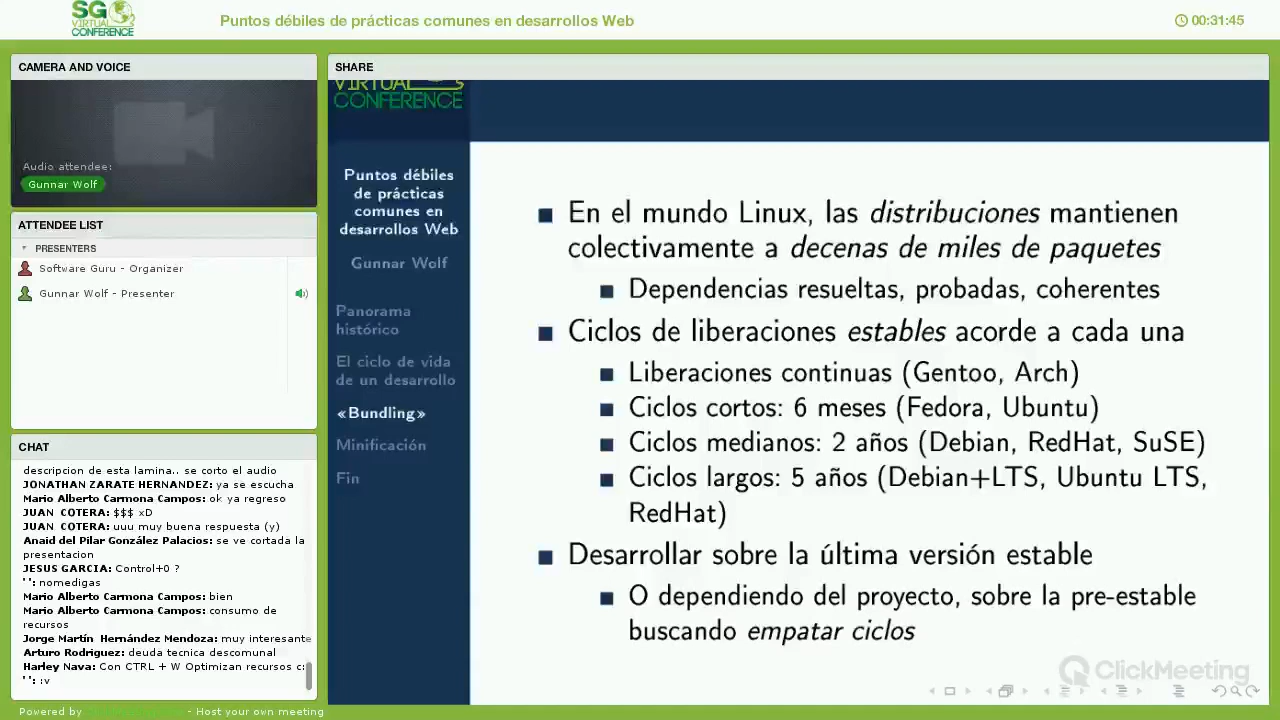 SG
VIRTUAL
CONFERENCE
Puntos débiles de prácticas comunes en desarrollos Web
00:31:45
CAMERA AND VOICE
Audio attendee:
Gunnar Wolf
ATTENDEE LIST
PRESENTERS
Software Guru - Organizer
Gunnar Wolf - Presenter
CHAT
descripcion de esta lamina.. se corto el audio
JONATHAN ZARATE HERNANDEZ: ya se escucha
Mario Alberto Carmona Campos: ok ya regreso
JUAN COTERA: $$$ xD
JUAN COTERA: uuu muy buena respuesta (y)
Anaid del Pilar González Palacios: se ve cortada la
presentacion
JESUS GARCIA: Control+0 ?
'': nomedigas
Mario Alberto Carmona Campos: bien
Mario Alberto Carmona Campos: consumo de
recursos
Jorge Martín Hernández Mendoza: muy interesante
Arturo Rodriguez: deuda tecnica descomunal
Harley Nava: Con CTRL + W Optimizan recursos c:
'': :v
Powered by
- Host your own meeting
SHARE
VIRTUAL
CONFERENCE
Puntos débiles
de prácticas
comunes en
desarrollos Web
Gunnar Wolf
Panorama
histórico
El ciclo de vida
de un desarrollo
«Bundling»
Minificación
Fin
En el mundo Linux, las distribuciones mantienen
colectivamente a decenas de miles de paquetes
Dependencias resueltas, probadas, coherentes
Ciclos de liberaciones estables acorde a cada una
Liberaciones continuas (Gentoo, Arch)
Ciclos cortos: 6 meses (Fedora, Ubuntu)
Ciclos medianos: 2 años (Debian, RedHat, SuSE)
Ciclos largos: 5 años (Debian+LTS, Ubuntu LTS,
RedHat)
Desarrollar sobre la última versión estable
O dependiendo del proyecto, sobre la pre-estable
buscando empatar ciclos
ClickMeeting